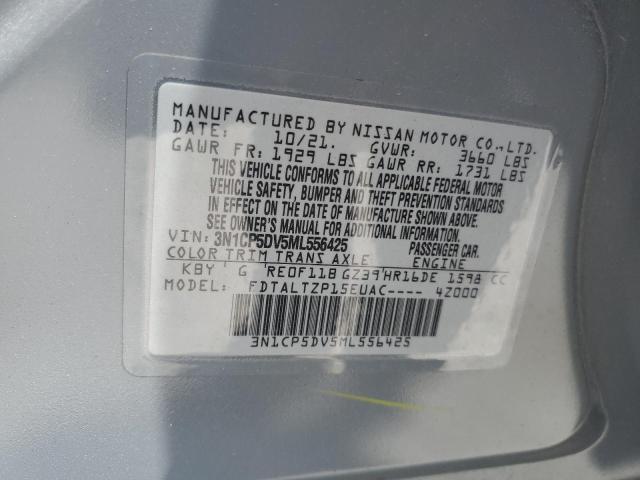 MANUFACTURED BY NISSAN MOTOR CO.,LTD.
DATE: 10/21. GVWR: 3660 LBS
GAWR FR: 1929 LBS GAWR RR: 1731 LBS
THIS VEHICLE CONFORMS TO ALL APPLICABLE FEDERAL MOTOR
VEHICLE SAFETY, BUMPER AND THEFT PREVENTION STANDARDS
IN EFFECT ON THE DATE OF MANUFACTURE SHOWN ABOVE.
SEE OWNER'S MANUAL FOR ADDITIONAL INFORMATION.
VIN: 3N1CP5DV5ML556425 PASSENGER CAR.
COLOR TRIM TRANS AXLE ENGINE
KBY G RE0F11B GZ39 HR16DE 1598 CC
MODEL: FDTALTZP15EUAC---- 4Z000
3N1CP5DV5ML556425